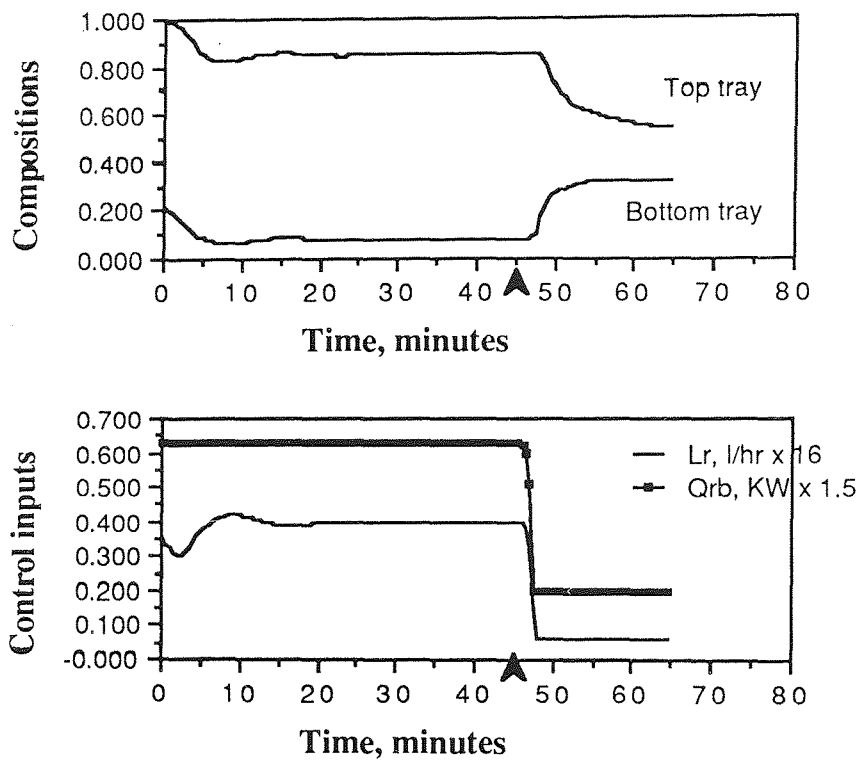 1.000
0.800
0.600
0.400
0.200
0.000
Compositions
Top tray
Bottom tray
0 10 20 30 40 50 60 70 80
Time, minutes
0.700
0.600
0.500
0.400
0.300
0.200
0.100
-0.000
Control inputs
Lr, l/hr x 16
Qrb, KW x 1.5
0 10 20 30 40 50 60 70 80
Time, minutes